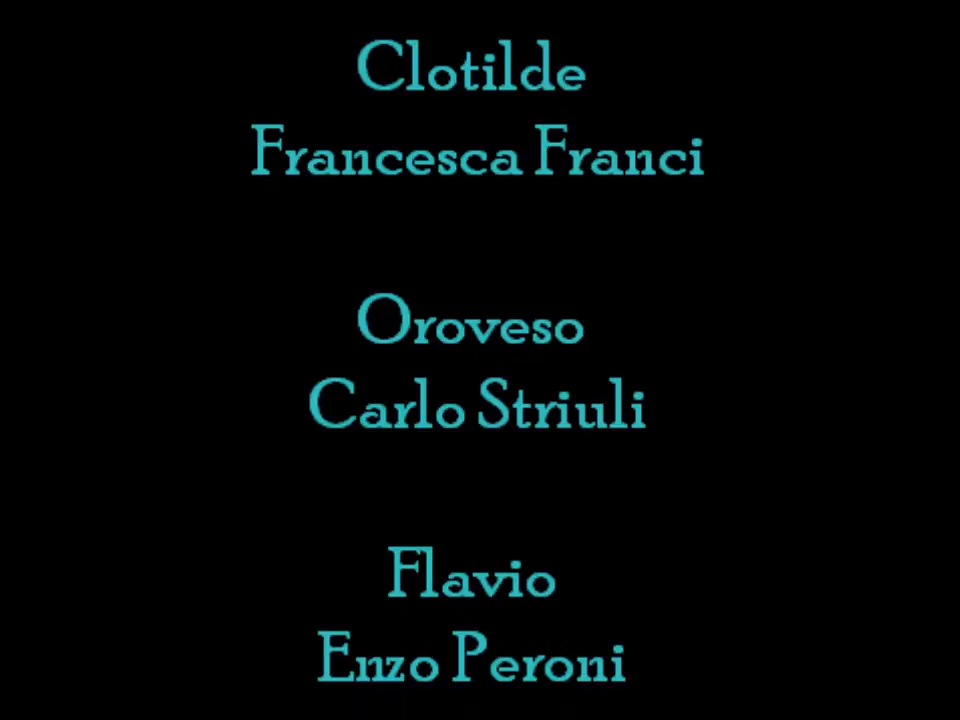 Clotilde
Francesca Franci
Oroveso
Carlo Striuli
Flavio
Enzo Peroni